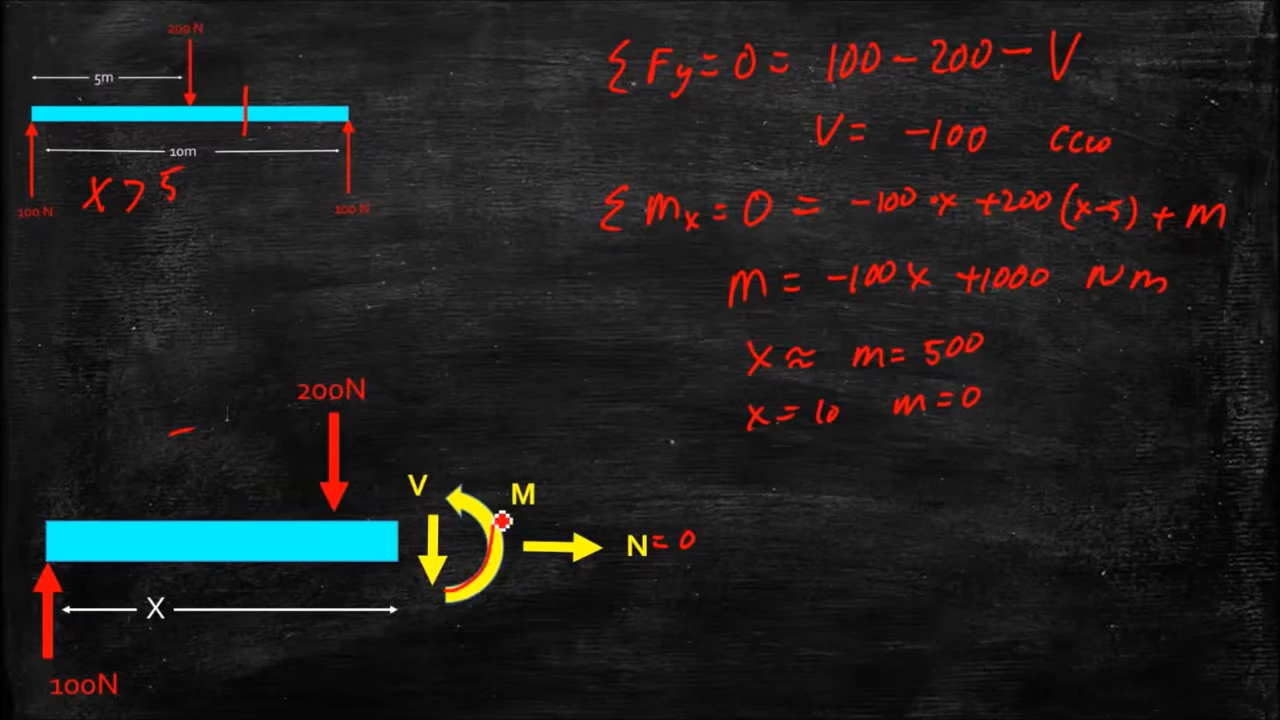 200 N
5m
10m
100 N
100 N
X > 5
ΣFy = 0 = 100 - 200 - V
V = -100 ccw
ΣMx = 0 = -100·x +200(x-5) + m
M = -100x +1000 Nm
X ≈ m = 500
x = 10 m = 0
200N
V
M
N = 0
X
100N